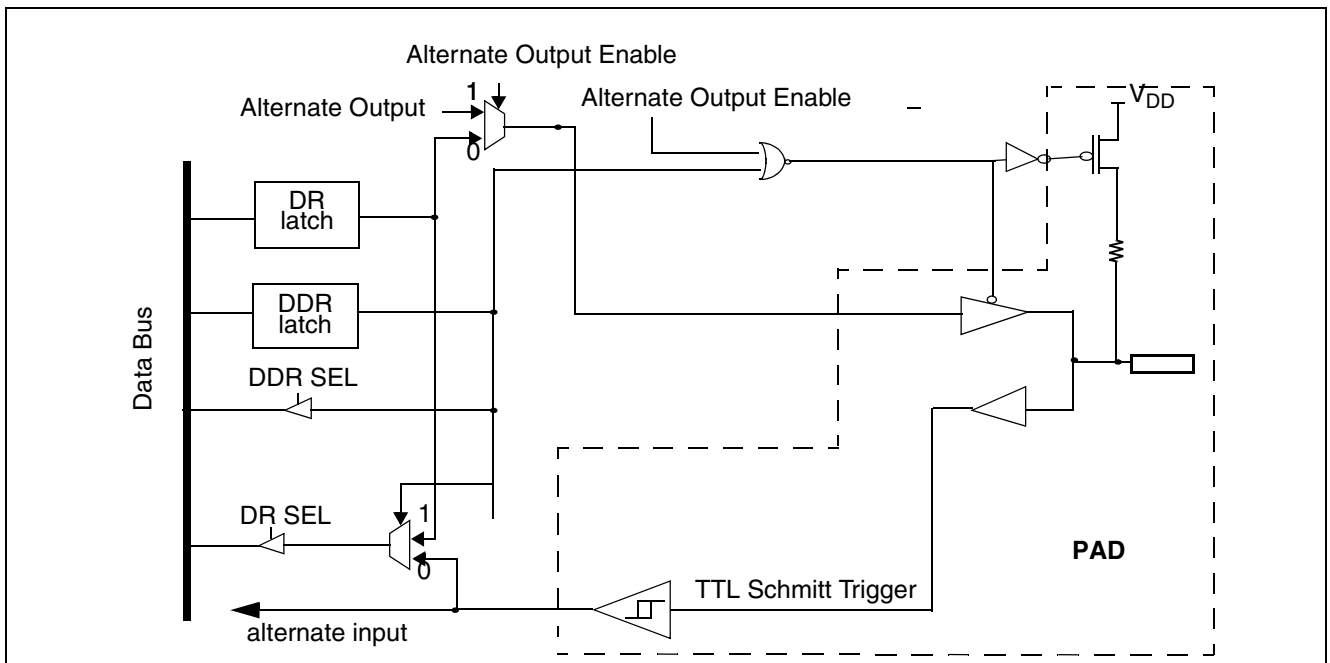 Alternate Output Enable
1
Alternate Output
0
Alternate Output Enable
VDD
DR
latch
DDR
latch
Data Bus
DDR SEL
DR SEL
1
0
PAD
TTL Schmitt Trigger
alternate input